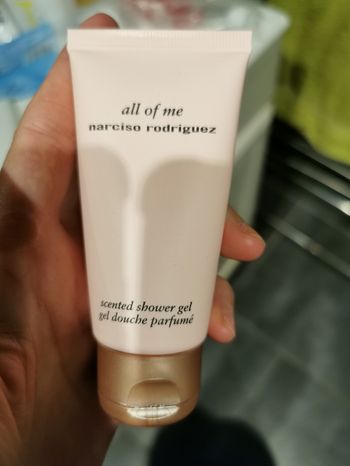 all of me
narciso rodriguez
scented shower gel
gel douche parfumé